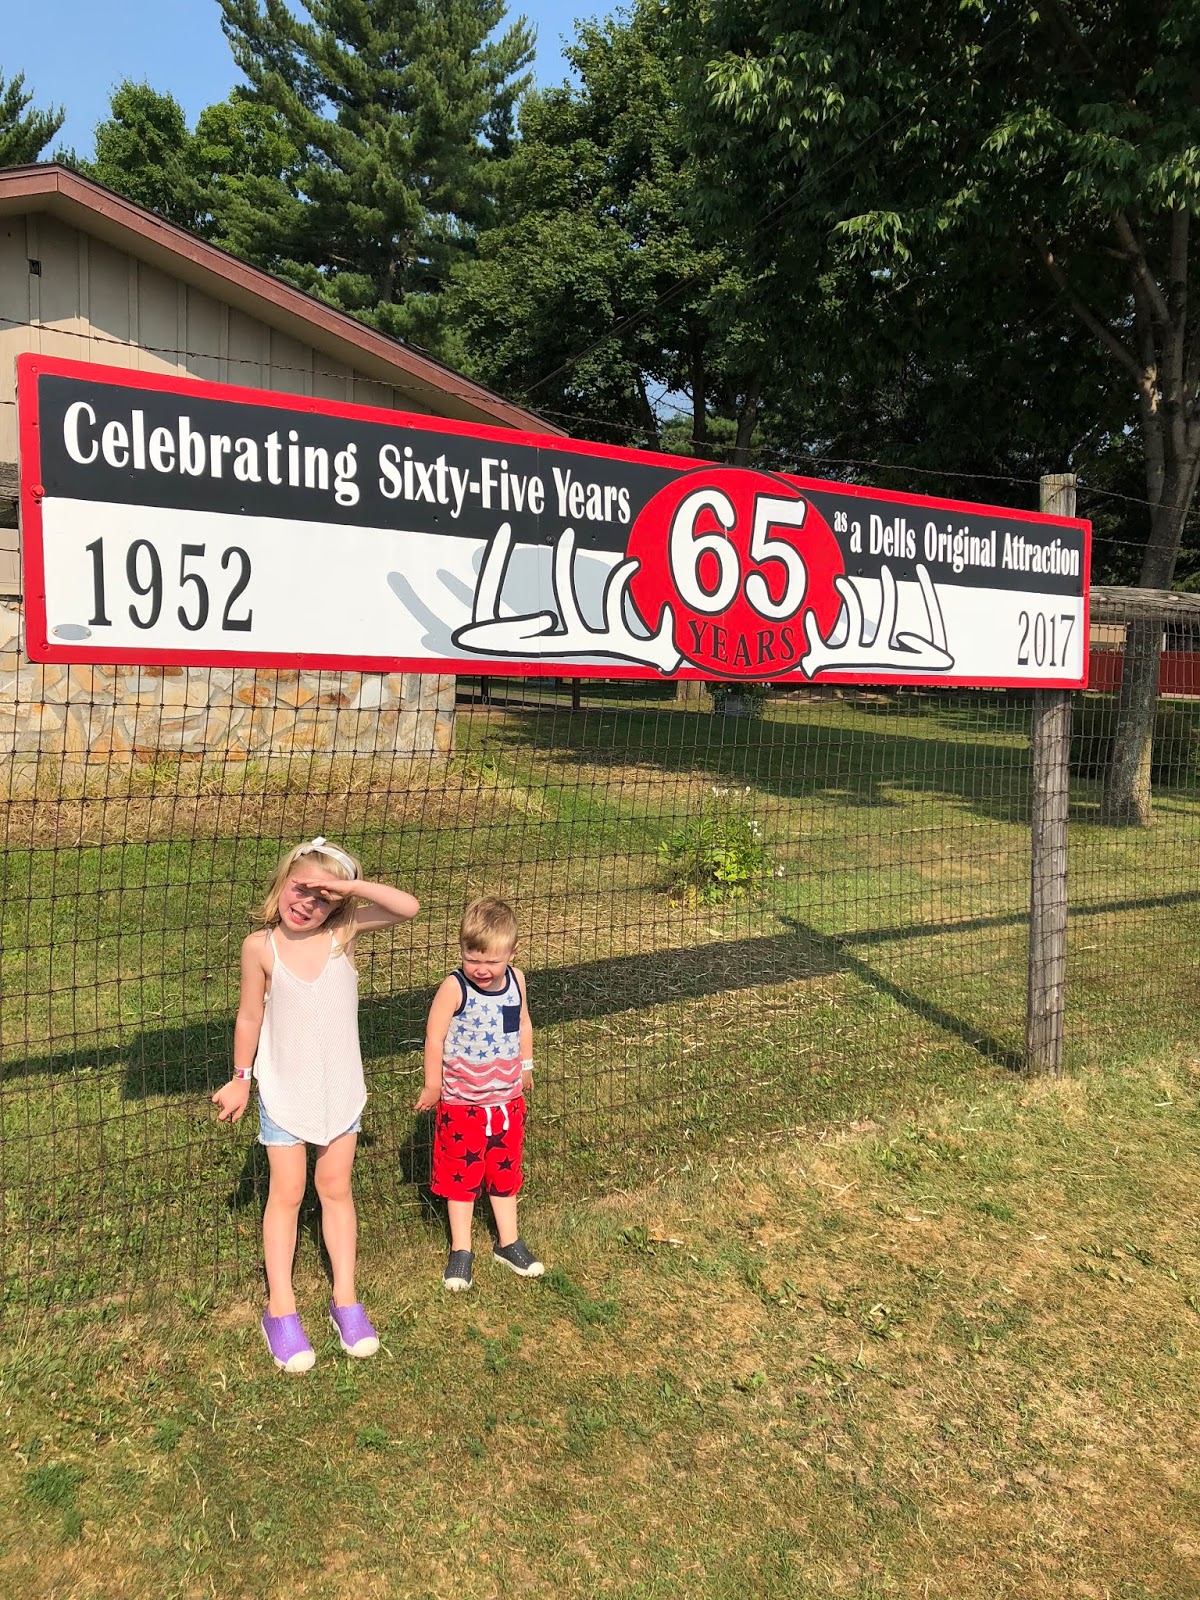 Celebrating Sixty-Five Years
as a Dells Original Attraction
1952
65
YEARS
2017